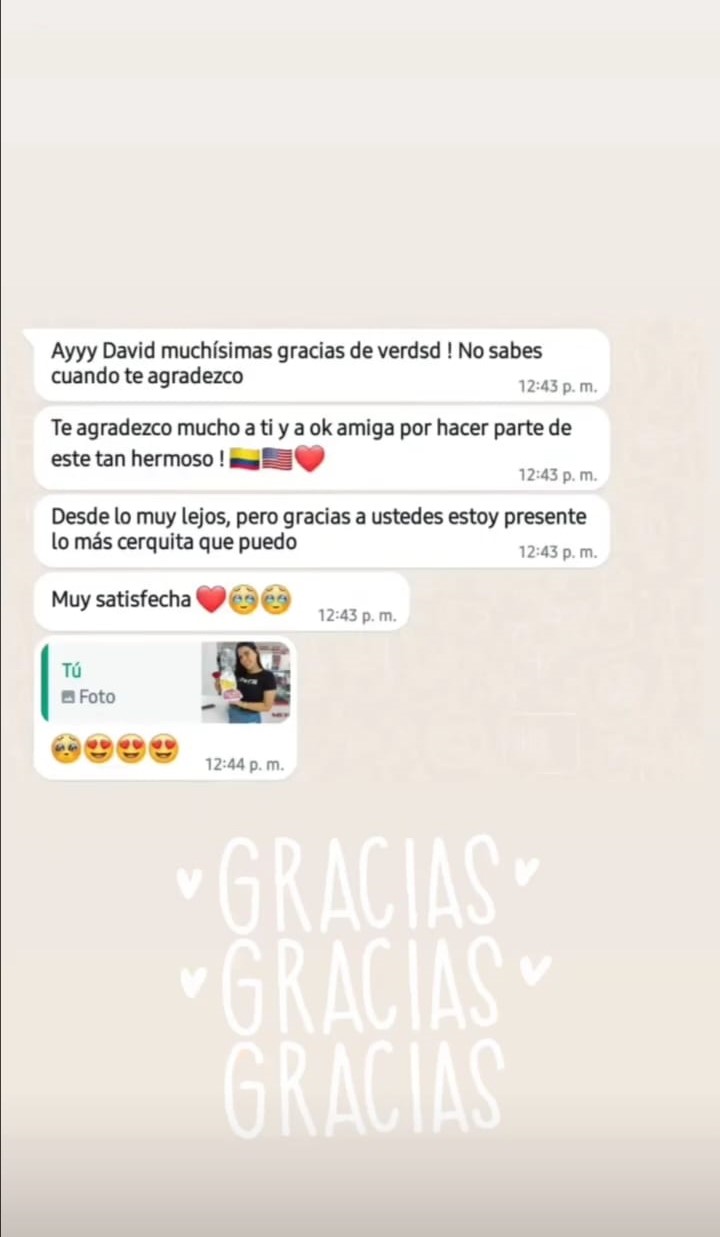 Ayyy David muchísimas gracias de verdsd ! No sabes
cuando te agradezco
12:43 p. m.
Te agradezco mucho a ti y a ok amiga por hacer parte de
este tan hermoso ! 🇨🇴🇺🇸❤️
12:43 p. m.
Desde lo muy lejos, pero gracias a ustedes estoy presente
lo más cerquita que puedo
12:43 p. m.
Muy satisfecha ❤️🥹🥹
12:43 p. m.
Tú
Foto
🥹😍😍😍
12:44 p. m.
GRACIAS
GRACIAS
GRACIAS